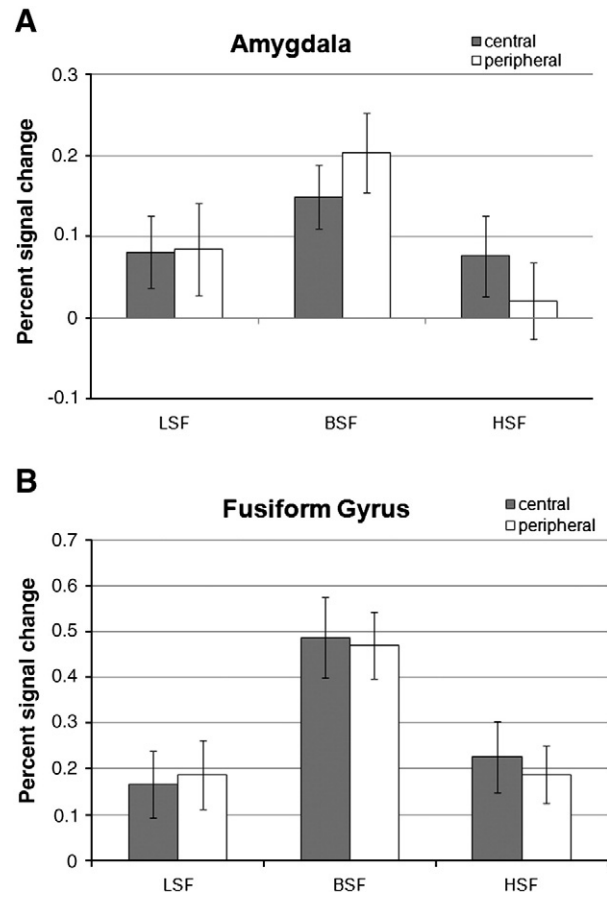 A
Amygdala
central
peripheral
Percent signal change
0.3
0.2
0.1
0
-0.1
LSF BSF HSF
B
Fusiform Gyrus
central
peripheral
Percent signal change
0.7
0.6
0.5
0.4
0.3
0.2
0.1
0
LSF BSF HSF